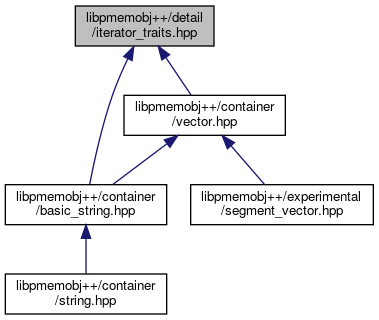 libpmemobj++/detail
/iterator_traits.hpp
libpmemobj++/container
/vector.hpp
libpmemobj++/container
/basic_string.hpp
libpmemobj++/experimental
/segment_vector.hpp
libpmemobj++/container
/string.hpp